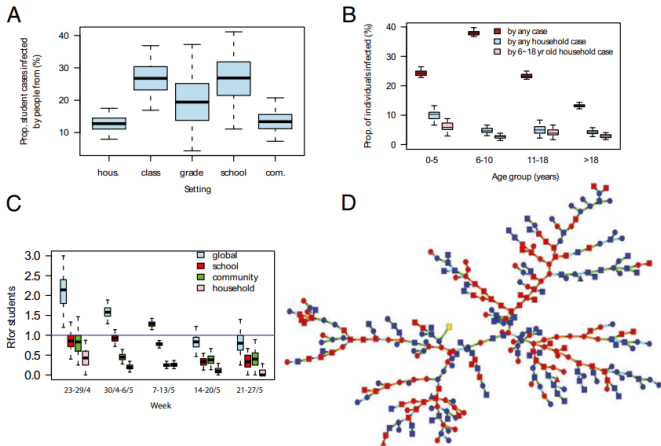 A
Prop. student cases infected
by people from (%)
40
30
20
10
hous.
class
grade
school
com.
Setting
B
Prop. of individuals infected (%)
40
30
20
10
0
by any case
by any household case
by 6−18 yr old household case
0-5
6-10
11-18
>18
Age group (years)
C
R for students
3.0
2.5
2.0
1.5
1.0
0.5
0.0
global
school
community
household
23-29/4
30/4-6/5
7-13/5
14-20/5
21-27/5
Week
D